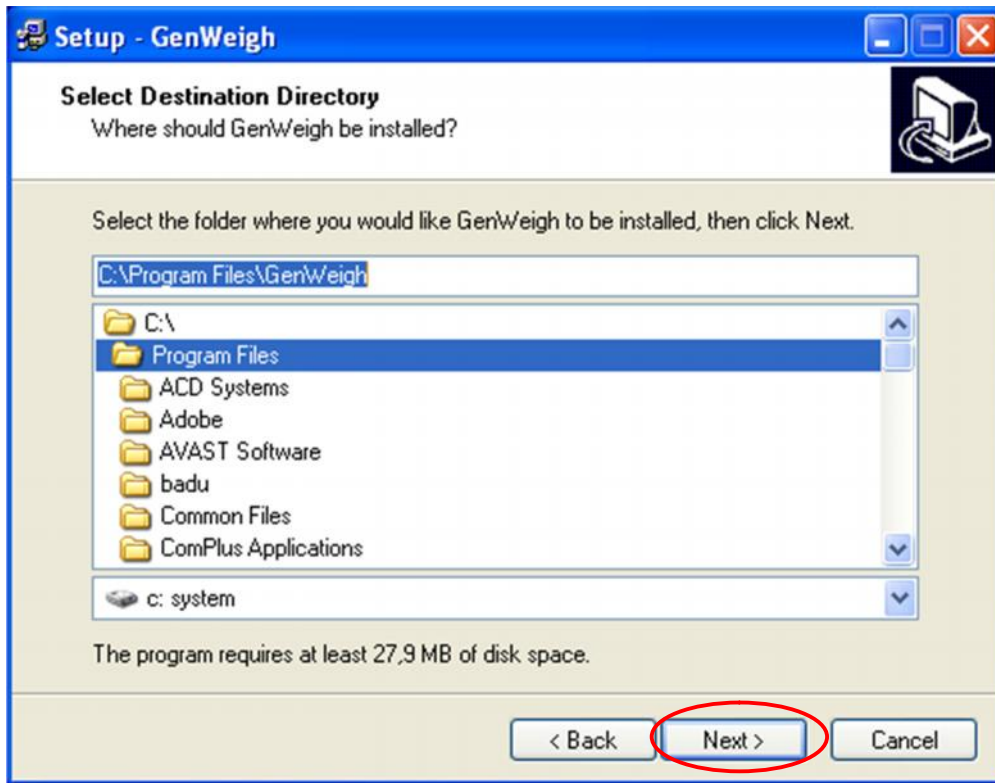 Setup - GenWeigh
Select Destination Directory
Where should GenWeigh be installed?
Select the folder where you would like GenWeigh to be installed, then click Next.
C:\Program Files\GenWeigh
C:\
Program Files
ACD Systems
Adobe
AVAST Software
badu
Common Files
ComPlus Applications
c: system
The program requires at least 27,9 MB of disk space.
< Back
Next >
Cancel